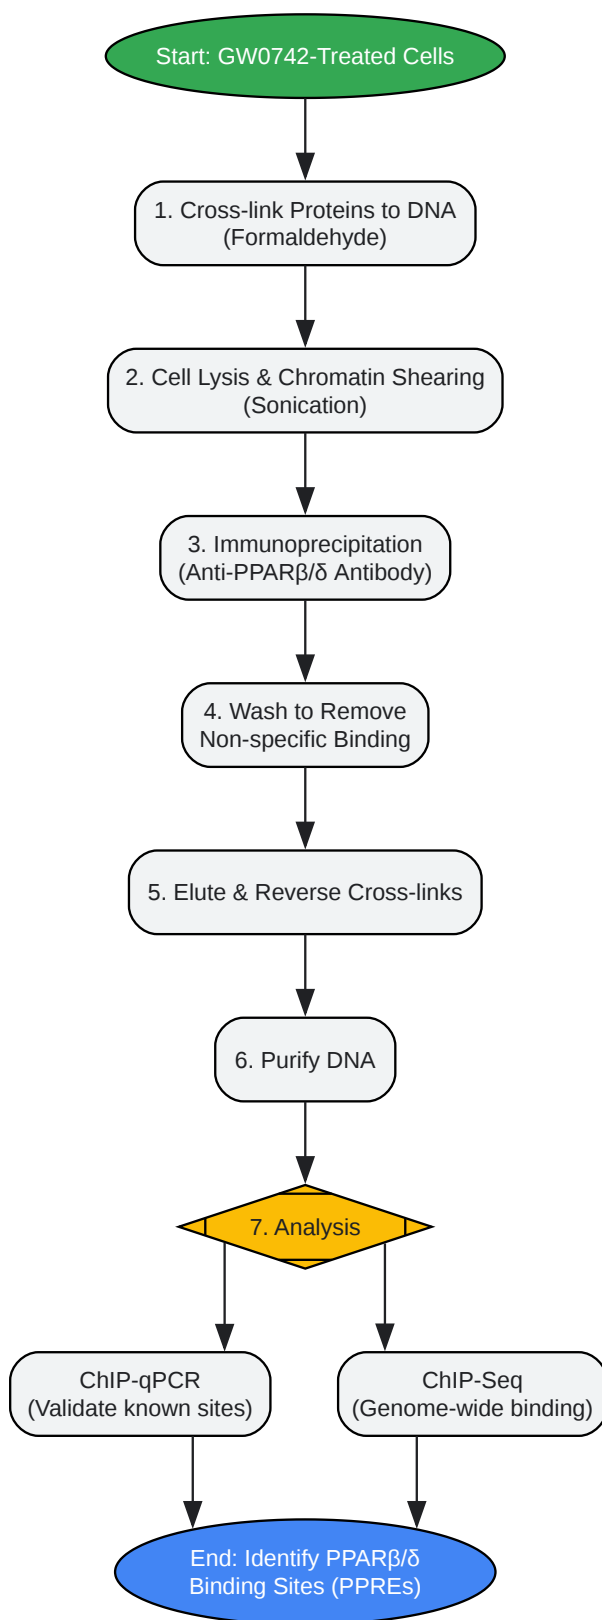 Start: GW0742-Treated Cells
1. Cross-link Proteins to DNA
(Formaldehyde)
2. Cell Lysis & Chromatin Shearing
(Sonication)
3. Immunoprecipitation
(Anti-PPARβ/δ Antibody)
4. Wash to Remove
Non-specific Binding
5. Elute & Reverse Cross-links
6. Purify DNA
7. Analysis
ChIP-qPCR
(Validate known sites)
ChIP-Seq
(Genome-wide binding)
End: Identify PPARβ/δ
Binding Sites (PPREs)